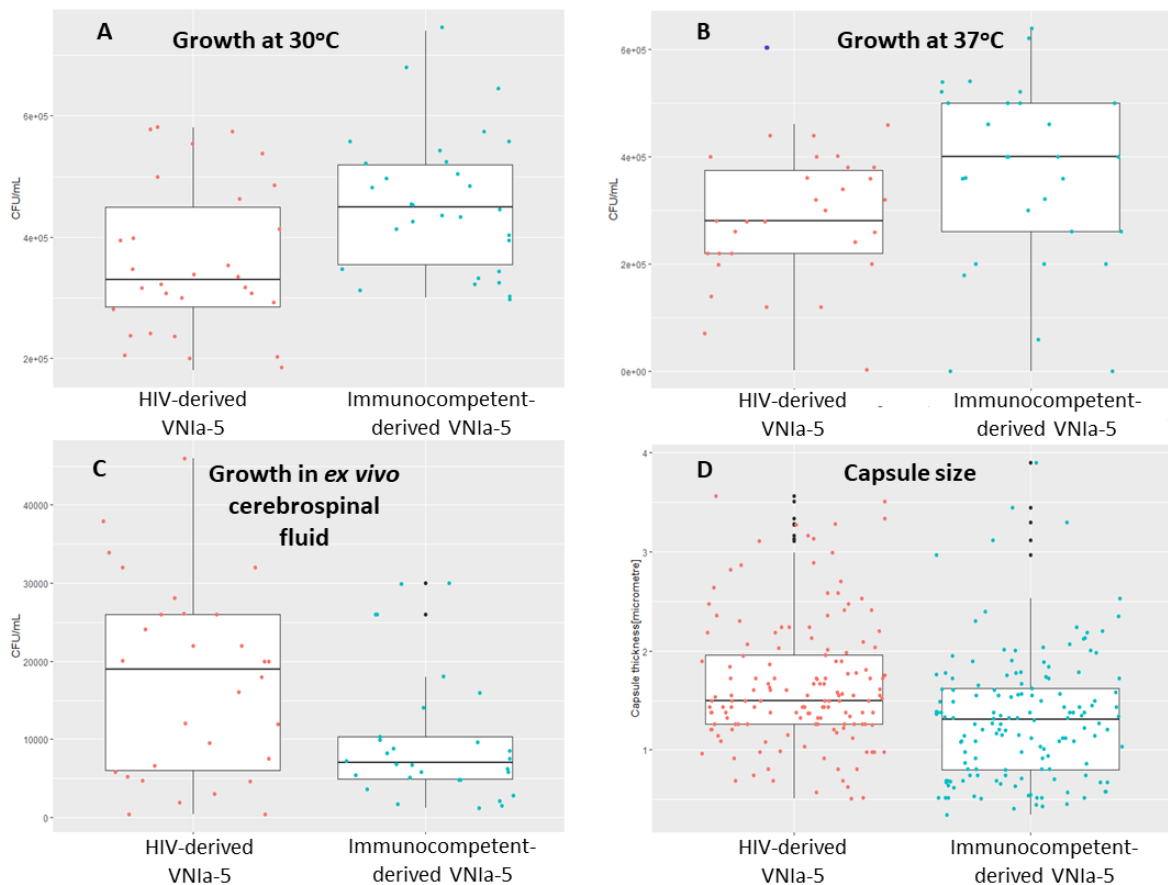 A
Growth at 30°C
CFU/mL
6e+05
4e+05
2e+05
HIV-derived
VNIa-5
Immunocompetent-
derived VNIa-5
B
Growth at 37°C
CFU/mL
6e+05
4e+05
2e+05
0e+00
HIV-derived
VNIa-5
Immunocompetent-
derived VNIa-5
C
Growth in ex vivo
cerebrospinal
fluid
CFU/mL
40000
30000
20000
10000
0
HIV-derived
VNIa-5
Immunocompetent-
derived VNIa-5
D
Capsule size
Capsule thickness[micrometre]
4
3
2
1
HIV-derived
VNIa-5
Immunocompetent-
derived VNIa-5